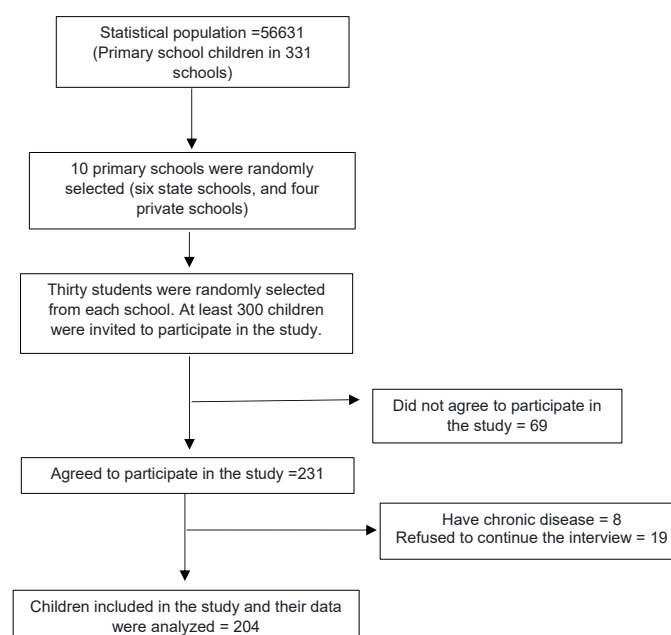 Statistical population =56631
(Primary school children in 331
schools)
10 primary schools were randomly
selected (six state schools, and four
private schools)
Thirty students were randomly selected
from each school. At least 300 children
were invited to participate in the study.
Did not agree to participate in
the study = 69
Agreed to participate in the study =231
Have chronic disease = 8
Refused to continue the interview = 19
Children included in the study and their data
were analyzed = 204